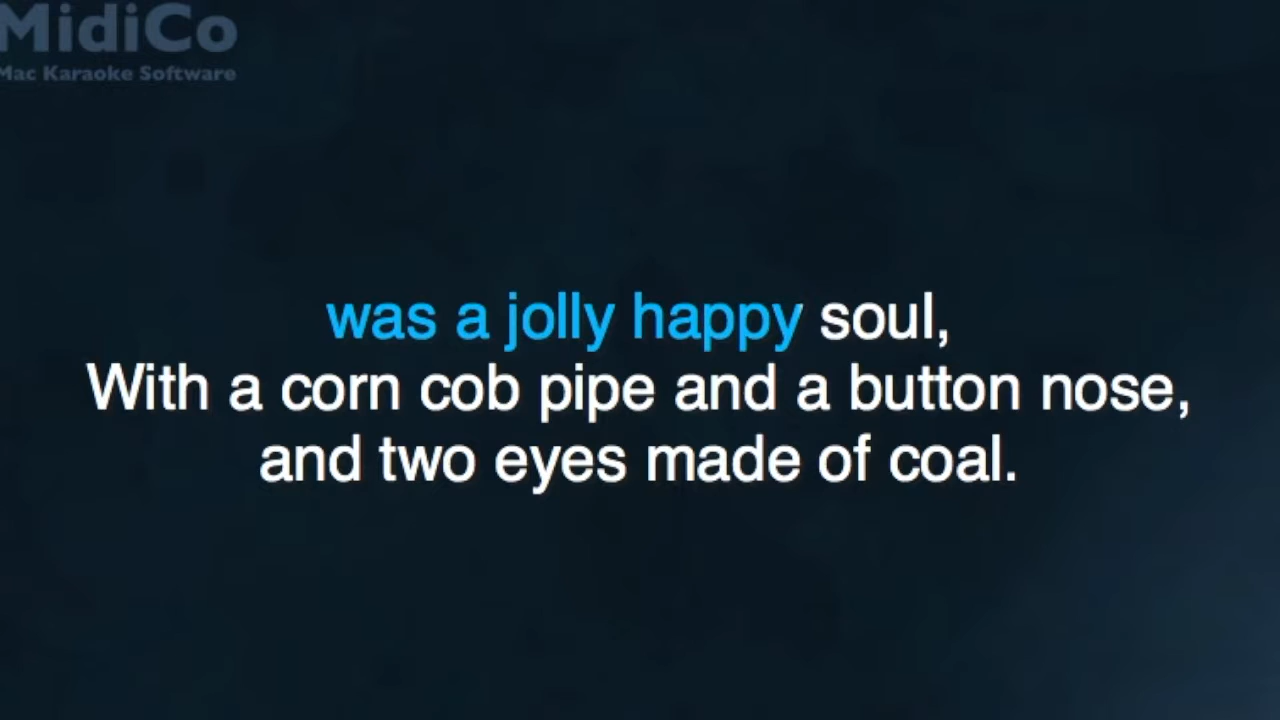 MidiCo
Mac Karaoke Software
was a jolly happy soul,
With a corn cob pipe and a button nose,
and two eyes made of coal.